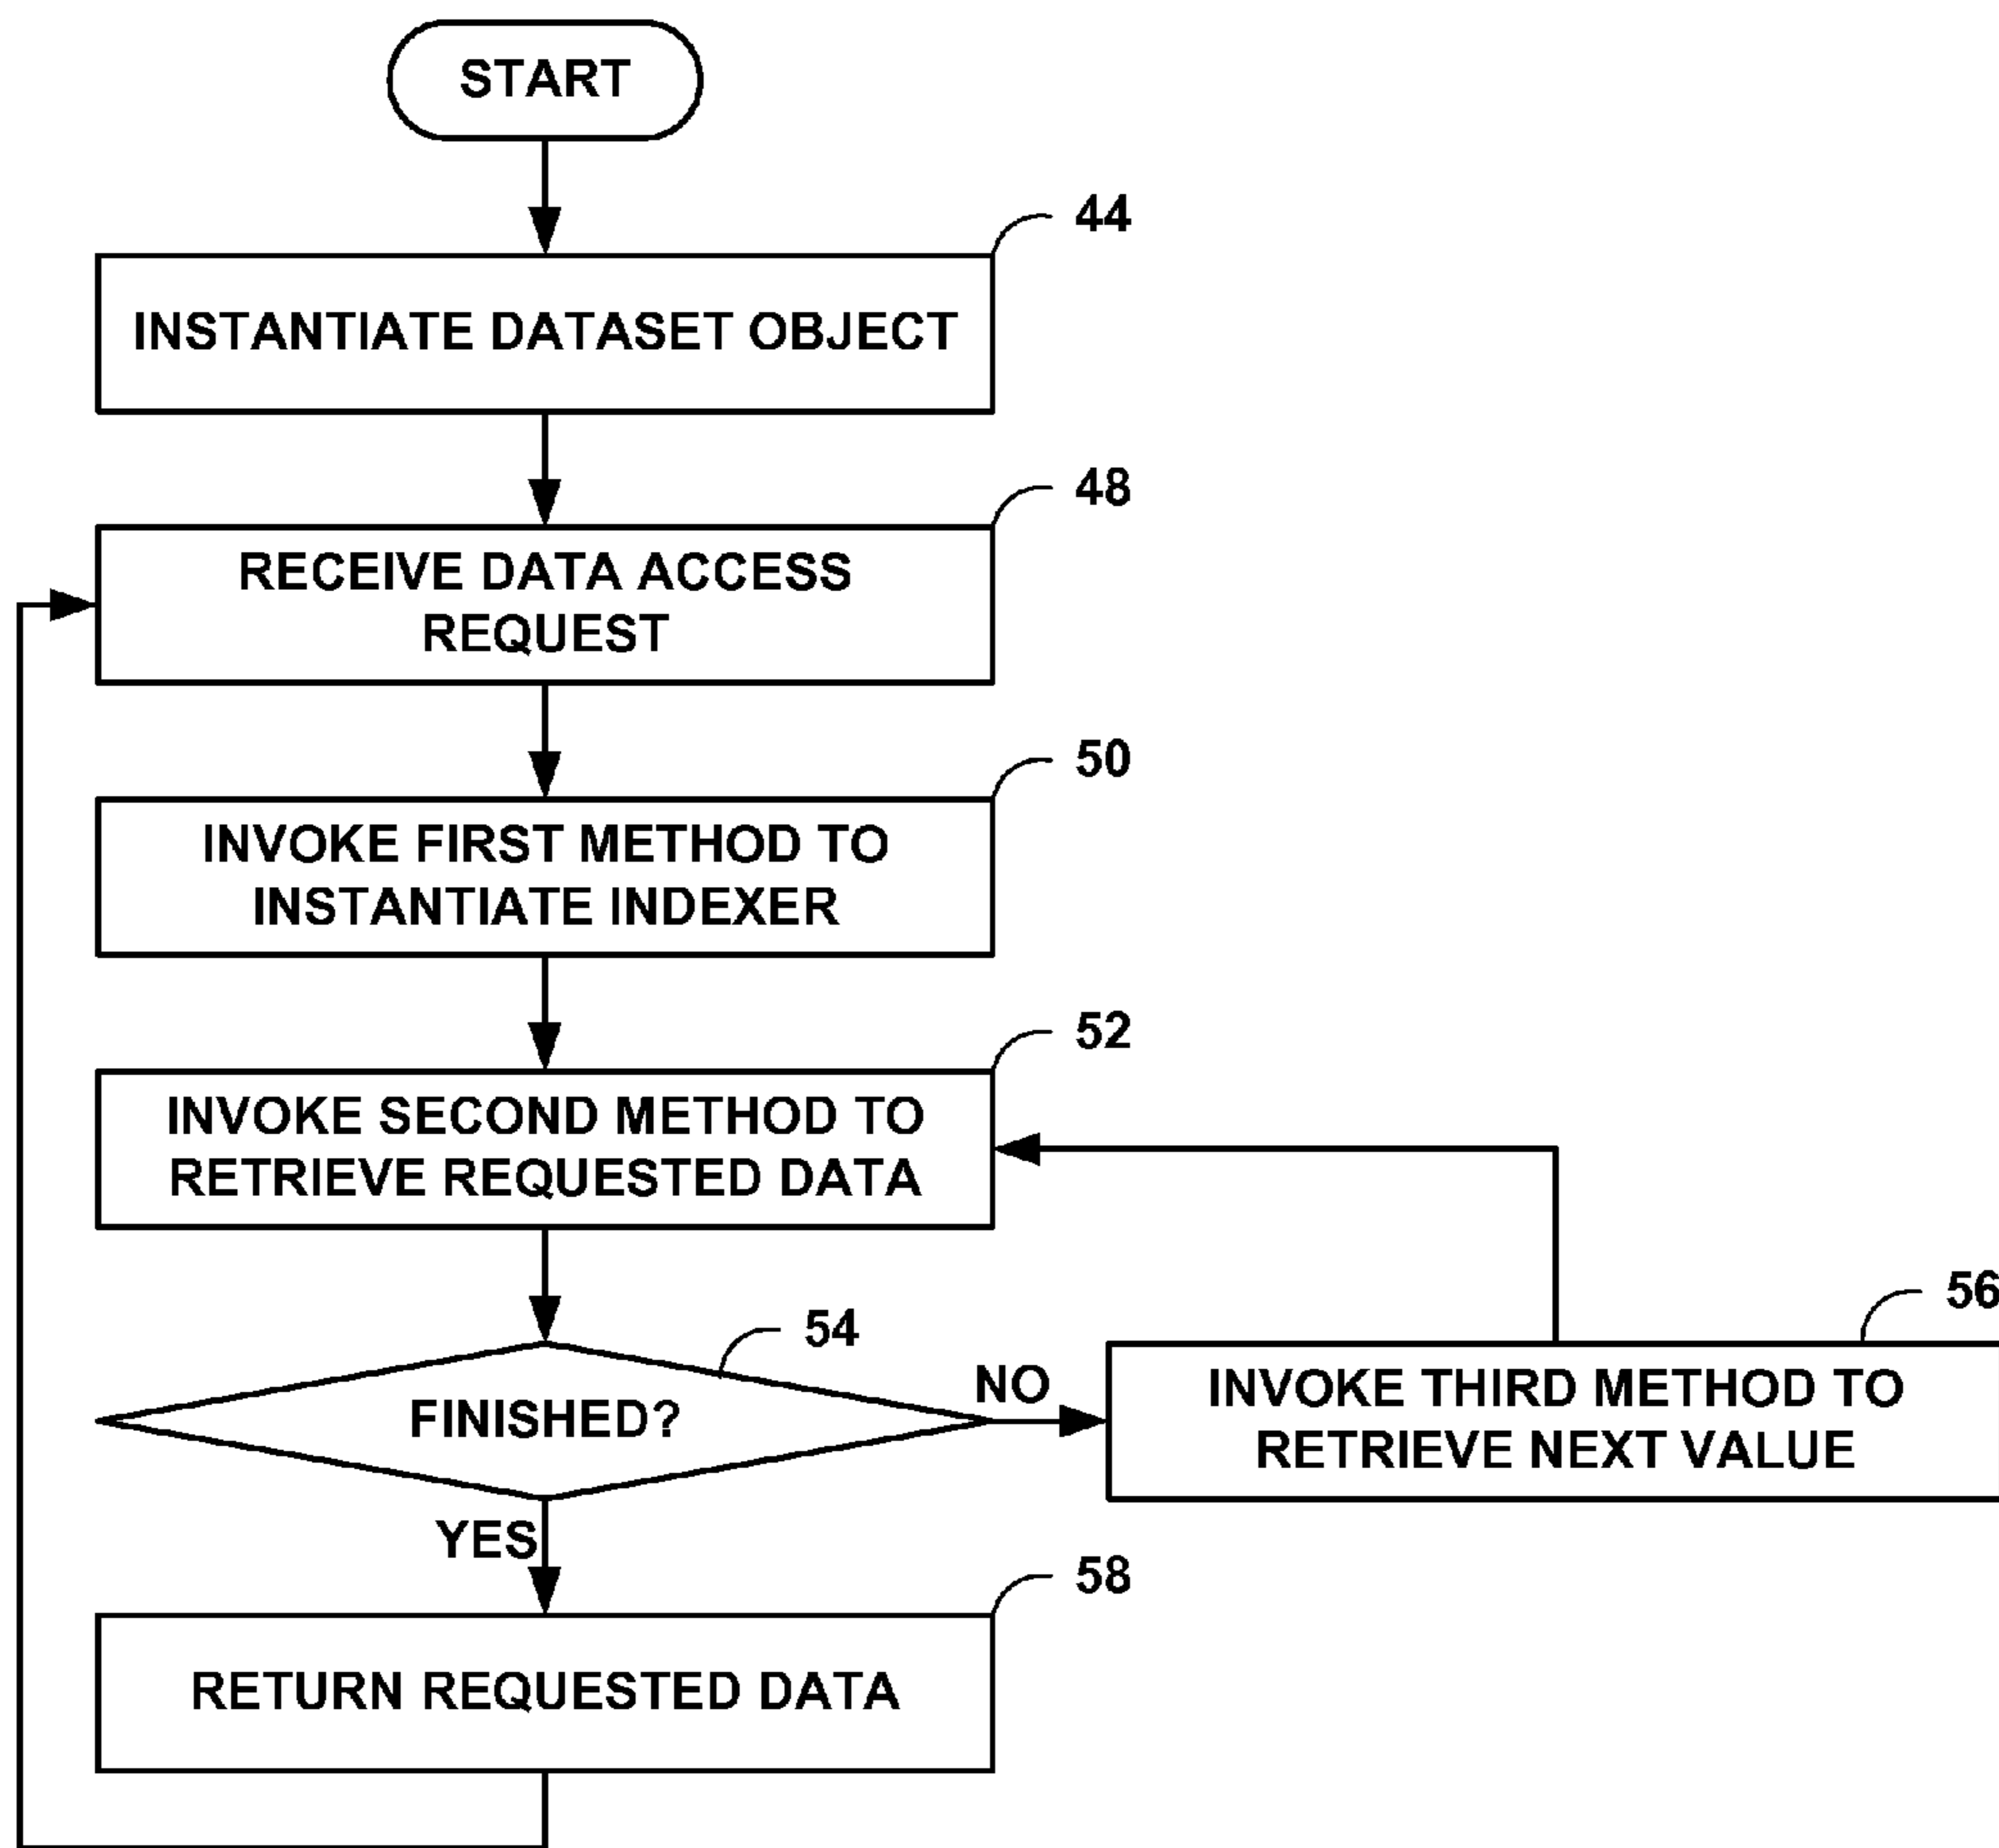 START
44
INSTANTIATE DATASET OBJECT
48
RECEIVE DATA ACCESS
REQUEST
50
INVOKE FIRST METHOD TO
INSTANTIATE INDEXER
52
INVOKE SECOND METHOD TO
RETRIEVE REQUESTED DATA
54
FINISHED?
NO
56
INVOKE THIRD METHOD TO
RETRIEVE NEXT VALUE
YES
58
RETURN REQUESTED DATA